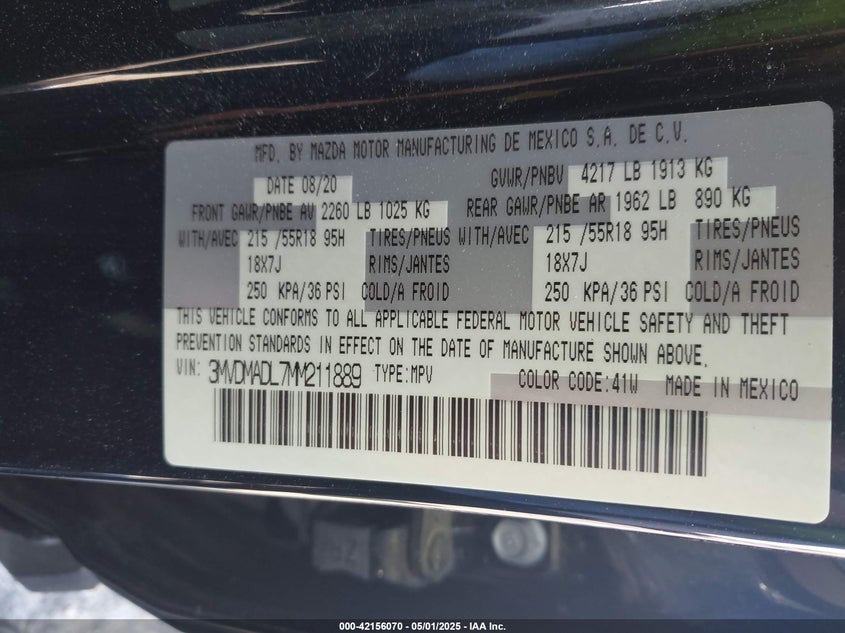 MFD. BY MAZDA MOTOR MANUFACTURING DE MEXICO S.A. DE C.V.
DATE 08/20 GVWR/PNBV 4217 LB 1913 KG
FRONT GAWR/PNBE AV 2260 LB 1025 KG REAR GAWR/PNBE AR 1962 LB 890 KG
WITH/AVEC 215 /55R18 95H TIRES/PNEUS WITH/AVEC 215 /55R18 95H TIRES/PNEUS
18X7J RIMS/JANTES 18X7J RIMS/JANTES
250 KPA/36 PSI COLD/A FROID 250 KPA/36 PSI COLD/A FROID
THIS VEHICLE CONFORMS TO ALL APPLICABLE FEDERAL MOTOR VEHICLE SAFETY AND THEFT
PREVENTION STANDARDS IN EFFECT ON THE DATE OF MANUFACTURE SHOWN ABOVE.
VIN: 3MVDMADL7MM211889 TYPE:MPV COLOR CODE:41W MADE IN MEXICO
000-42156070 - 05/01/2025 - IAA Inc.